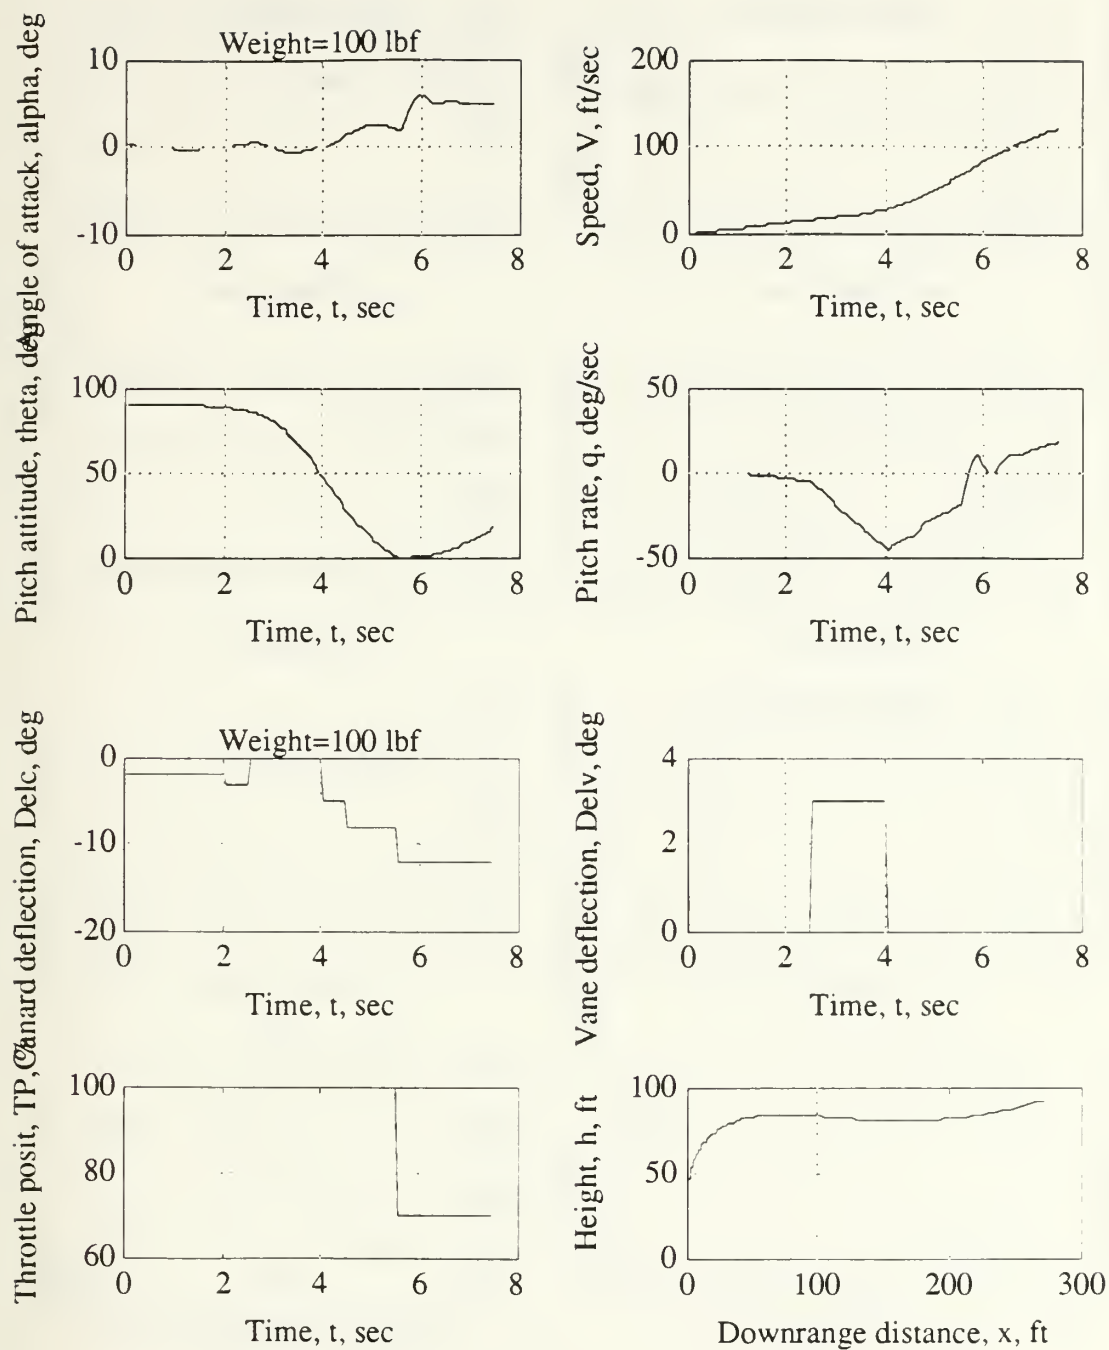 Weight=100 lbf
Angle of attack, alpha, deg
10
0
-10
0 2 4 6 8
Time, t, sec
Speed, V, ft/sec
200
100
0
0 2 4 6 8
Time, t, sec
Pitch attitude, theta, deg
100
50
0
0 2 4 6 8
Time, t, sec
Pitch rate, q, deg/sec
50
0
-50
0 2 4 6 8
Time, t, sec
Weight=100 lbf
Canard deflection, Delc, deg
0
-10
-20
0 2 4 6 8
Time, t, sec
Vane deflection, Delv, deg
4
2
0
0 2 4 6 8
Time, t, sec
Throttle posit, TP, %
100
80
60
0 2 4 6 8
Time, t, sec
Height, h, ft
100
50
0
0 100 200 300
Downrange distance, x, ft